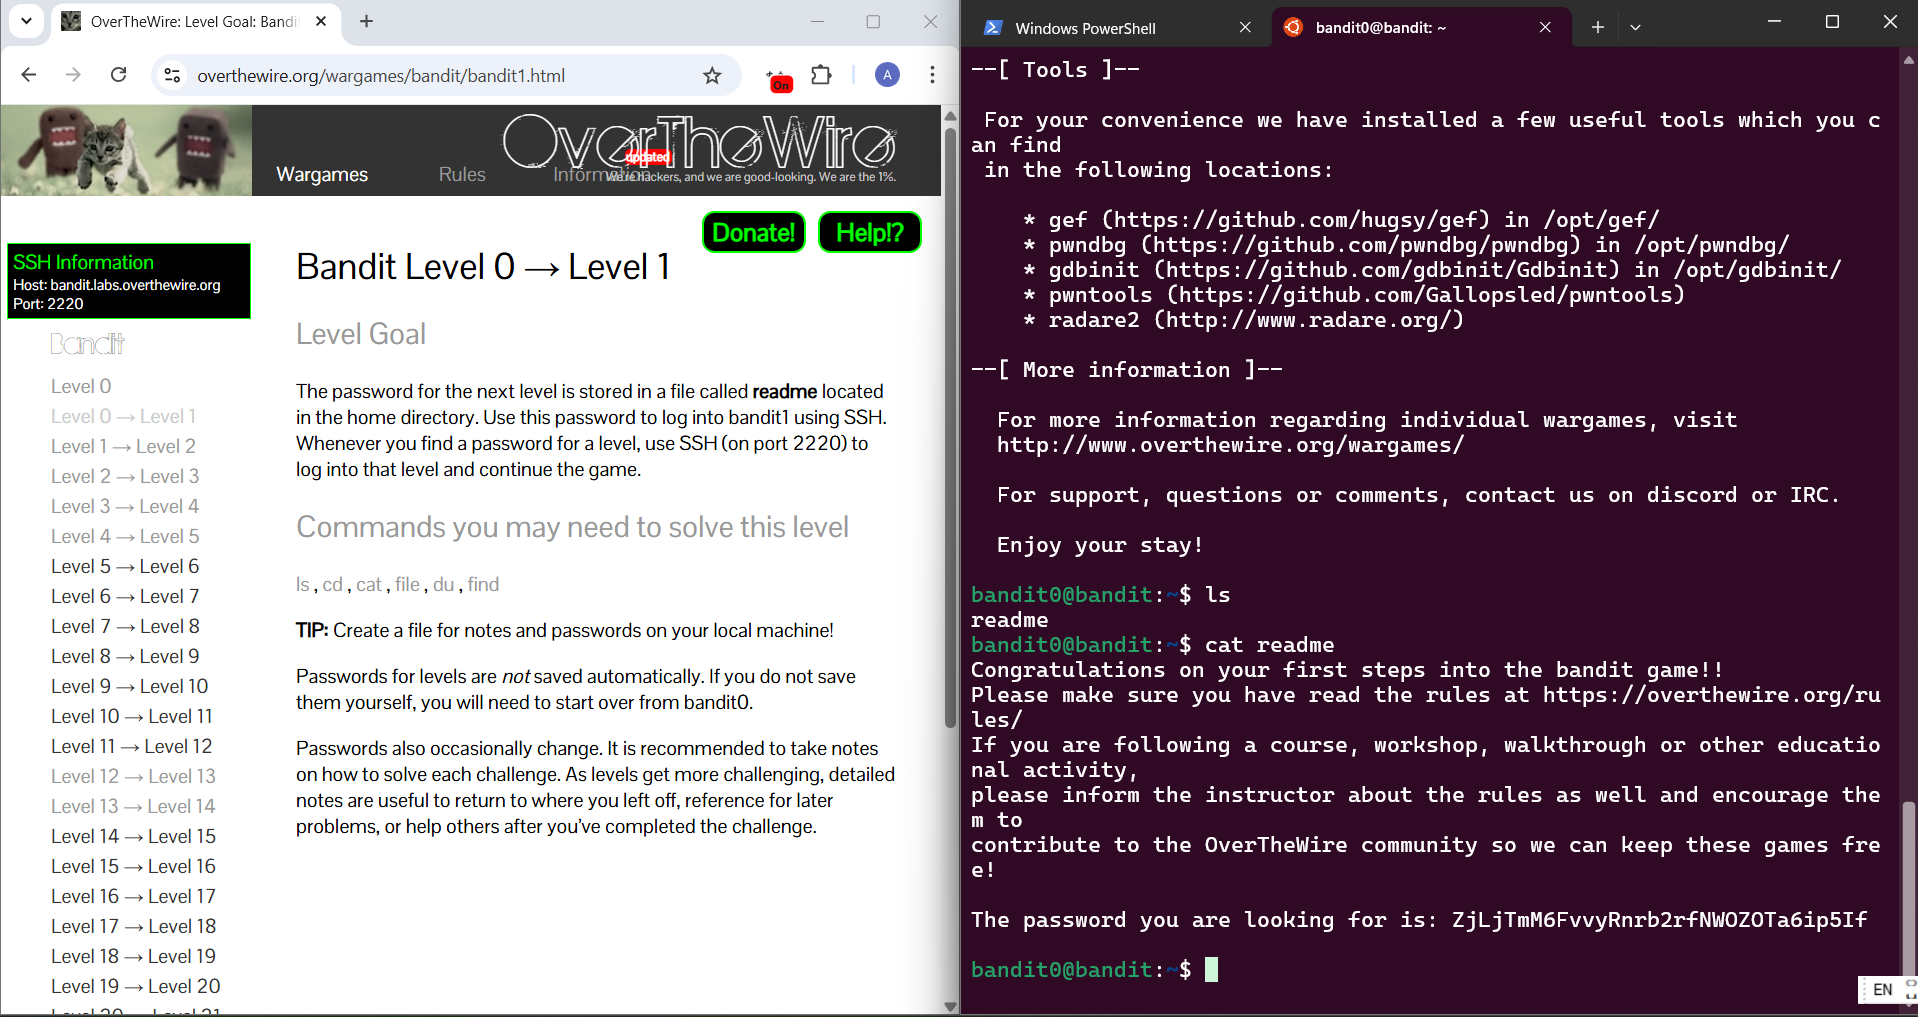 OverTheWire: Level Goal: Bandit
overthewire.org/wargames/bandit/bandit1.html
On
A
OverTheWire
updated
Wargames
Rules
Information
We're hackers, and we are good-looking. We are the 1%.
Donate!
Help!?
SSH Information
Host: bandit.labs.overthewire.org
Port: 2220
Bandit
Level 0
Level 0 → Level 1
Level 1 → Level 2
Level 2 → Level 3
Level 3 → Level 4
Level 4 → Level 5
Level 5 → Level 6
Level 6 → Level 7
Level 7 → Level 8
Level 8 → Level 9
Level 9 → Level 10
Level 10 → Level 11
Level 11 → Level 12
Level 12 → Level 13
Level 13 → Level 14
Level 14 → Level 15
Level 15 → Level 16
Level 16 → Level 17
Level 17 → Level 18
Level 18 → Level 19
Level 19 → Level 20
Level 20 → Level 21
Bandit Level 0 → Level 1
Level Goal
The password for the next level is stored in a file called readme located
in the home directory. Use this password to log into bandit1 using SSH.
Whenever you find a password for a level, use SSH (on port 2220) to
log into that level and continue the game.
Commands you may need to solve this level
ls , cd , cat , file , du , find
TIP: Create a file for notes and passwords on your local machine!
Passwords for levels are not saved automatically. If you do not save
them yourself, you will need to start over from bandit0.
Passwords also occasionally change. It is recommended to take notes
on how to solve each challenge. As levels get more challenging, detailed
notes are useful to return to where you left off, reference for later
problems, or help others after you've completed the challenge.
Windows PowerShell
bandit0@bandit: ~
--[ Tools ]--
For your convenience we have installed a few useful tools which you c
an find
in the following locations:
* gef (https://github.com/hugsy/gef) in /opt/gef/
* pwndbg (https://github.com/pwndbg/pwndbg) in /opt/pwndbg/
* gdbinit (https://github.com/gdbinit/Gdbinit) in /opt/gdbinit/
* pwntools (https://github.com/Gallopsled/pwntools)
* radare2 (http://www.radare.org/)
--[ More information ]--
For more information regarding individual wargames, visit
http://www.overthewire.org/wargames/
For support, questions or comments, contact us on discord or IRC.
Enjoy your stay!
bandit0@bandit:~$ ls
readme
bandit0@bandit:~$ cat readme
Congratulations on your first steps into the bandit game!!
Please make sure you have read the rules at https://overthewire.org/ru
les/
If you are following a course, workshop, walkthrough or other educatio
nal activity,
please inform the instructor about the rules as well and encourage the
m to
contribute to the OverTheWire community so we can keep these games fre
e!
The password you are looking for is: ZjLjTmM6FvvyRnrb2rfNWOZOTa6ip5If
bandit0@bandit:~$
EN